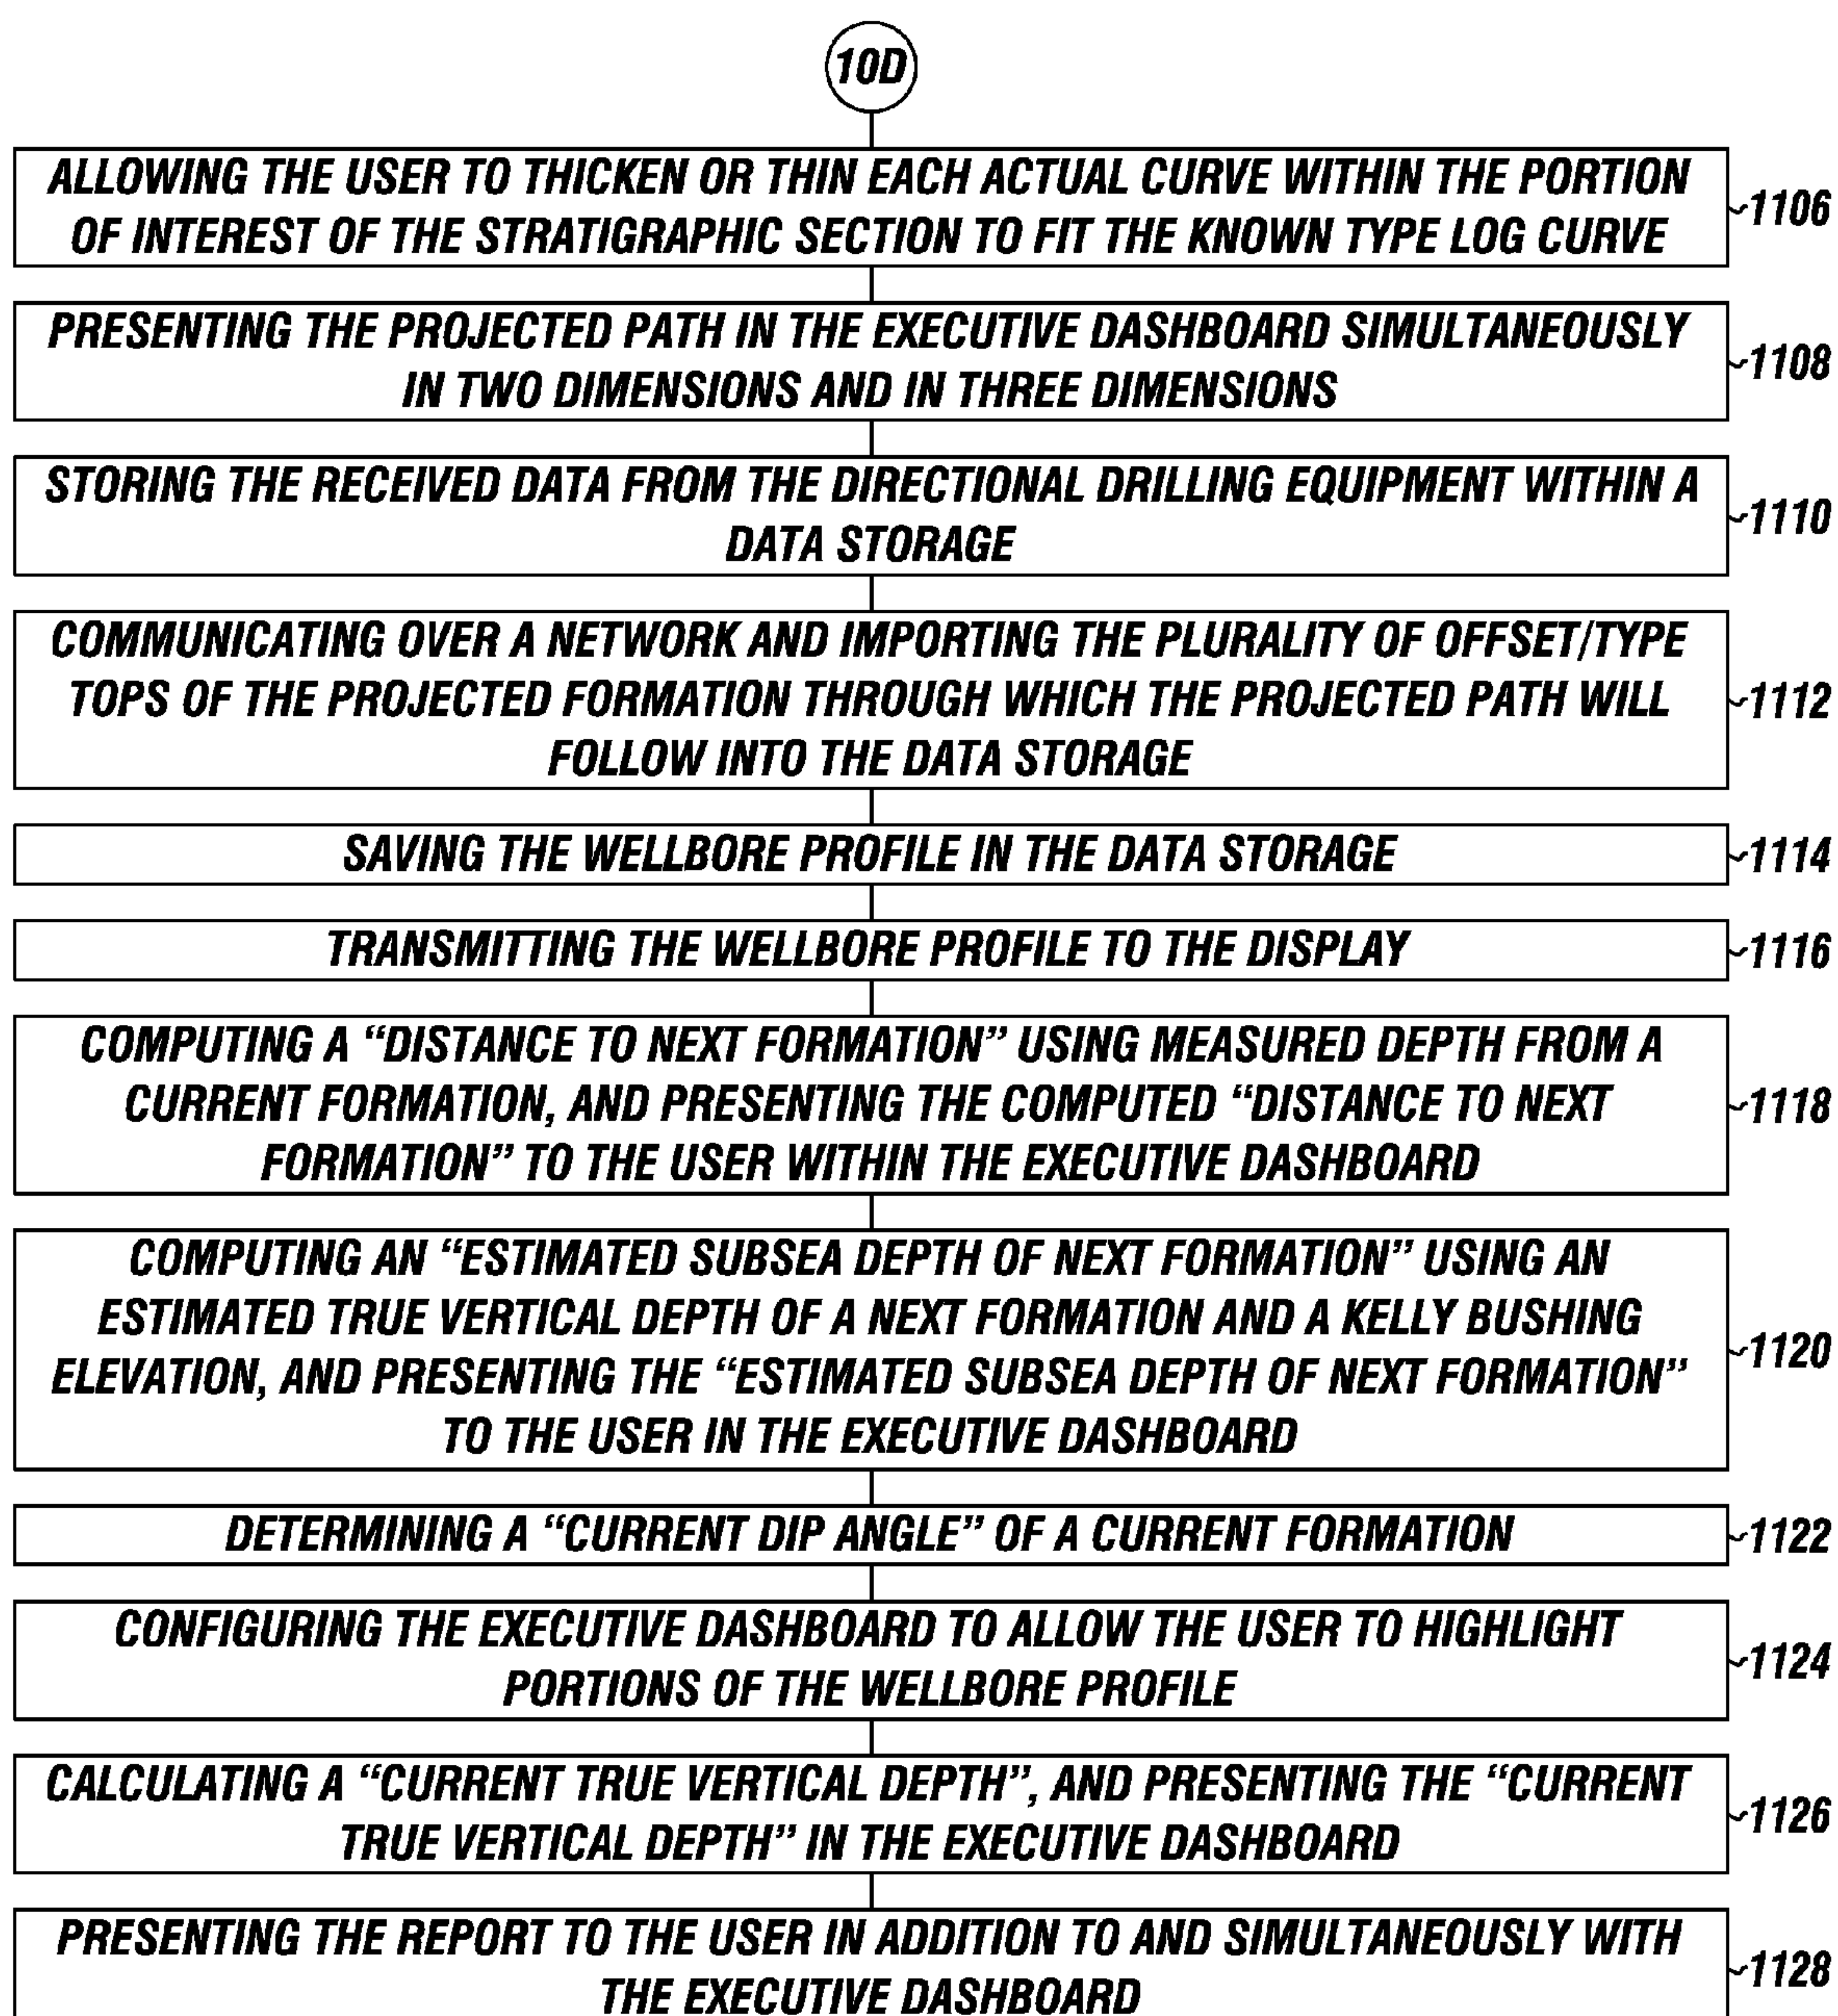 10D
ALLOWING THE USER TO THICKEN OR THIN EACH ACTUAL CURVE WITHIN THE PORTION
OF INTEREST OF THE STRATIGRAPHIC SECTION TO FIT THE KNOWN TYPE LOG CURVE
1106
PRESENTING THE PROJECTED PATH IN THE EXECUTIVE DASHBOARD SIMULTANEOUSLY
IN TWO DIMENSIONS AND IN THREE DIMENSIONS
1108
STORING THE RECEIVED DATA FROM THE DIRECTIONAL DRILLING EQUIPMENT WITHIN A
DATA STORAGE
1110
COMMUNICATING OVER A NETWORK AND IMPORTING THE PLURALITY OF OFFSET/TYPE
TOPS OF THE PROJECTED FORMATION THROUGH WHICH THE PROJECTED PATH WILL
FOLLOW INTO THE DATA STORAGE
1112
SAVING THE WELLBORE PROFILE IN THE DATA STORAGE
1114
TRANSMITTING THE WELLBORE PROFILE TO THE DISPLAY
1116
COMPUTING A “DISTANCE TO NEXT FORMATION” USING MEASURED DEPTH FROM A
CURRENT FORMATION, AND PRESENTING THE COMPUTED “DISTANCE TO NEXT
FORMATION” TO THE USER WITHIN THE EXECUTIVE DASHBOARD
1118
COMPUTING AN “ESTIMATED SUBSEA DEPTH OF NEXT FORMATION” USING AN
ESTIMATED TRUE VERTICAL DEPTH OF A NEXT FORMATION AND A KELLY BUSHING
ELEVATION, AND PRESENTING THE “ESTIMATED SUBSEA DEPTH OF NEXT FORMATION”
TO THE USER IN THE EXECUTIVE DASHBOARD
1120
DETERMINING A “CURRENT DIP ANGLE” OF A CURRENT FORMATION
1122
CONFIGURING THE EXECUTIVE DASHBOARD TO ALLOW THE USER TO HIGHLIGHT
PORTIONS OF THE WELLBORE PROFILE
1124
CALCULATING A “CURRENT TRUE VERTICAL DEPTH”, AND PRESENTING THE “CURRENT
TRUE VERTICAL DEPTH” IN THE EXECUTIVE DASHBOARD
1126
PRESENTING THE REPORT TO THE USER IN ADDITION TO AND SIMULTANEOUSLY WITH
THE EXECUTIVE DASHBOARD
1128